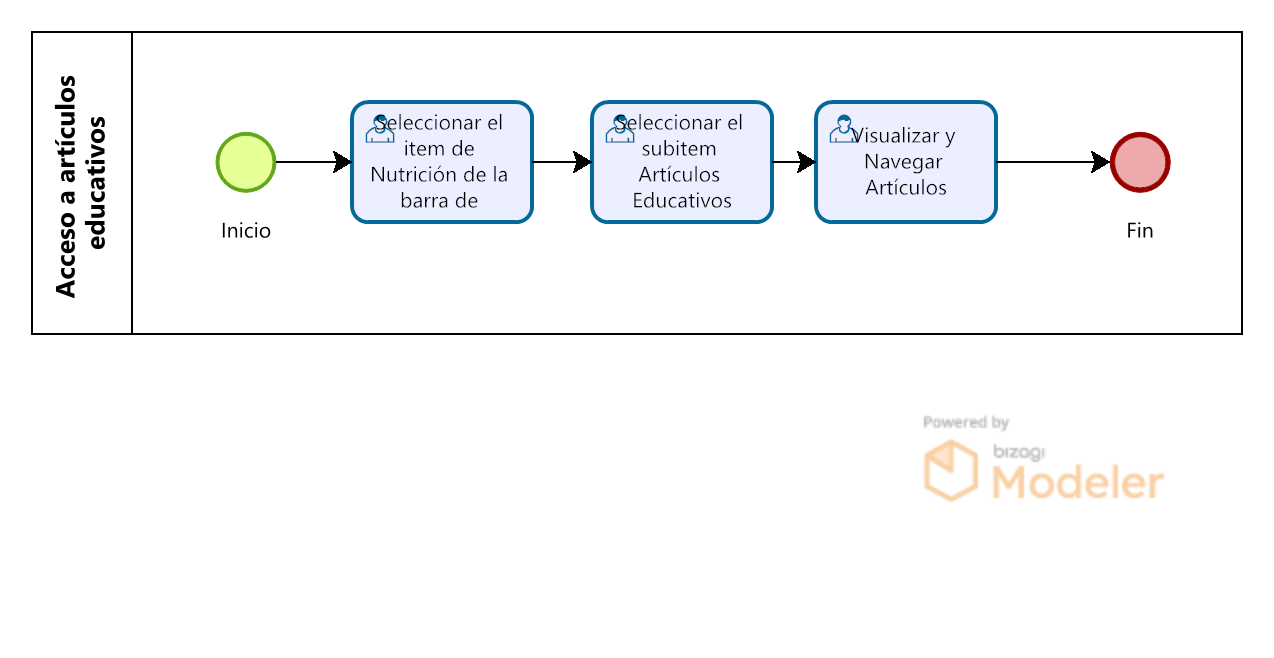 Acceso a artículos
educativos
Inicio
Seleccionar el
item de
Nutrición de la
barra de
Seleccionar el
subitem
Artículos
Educativos
Visualizar y
Navegar
Artículos
Fin
Powered by
bizagi
Modeler